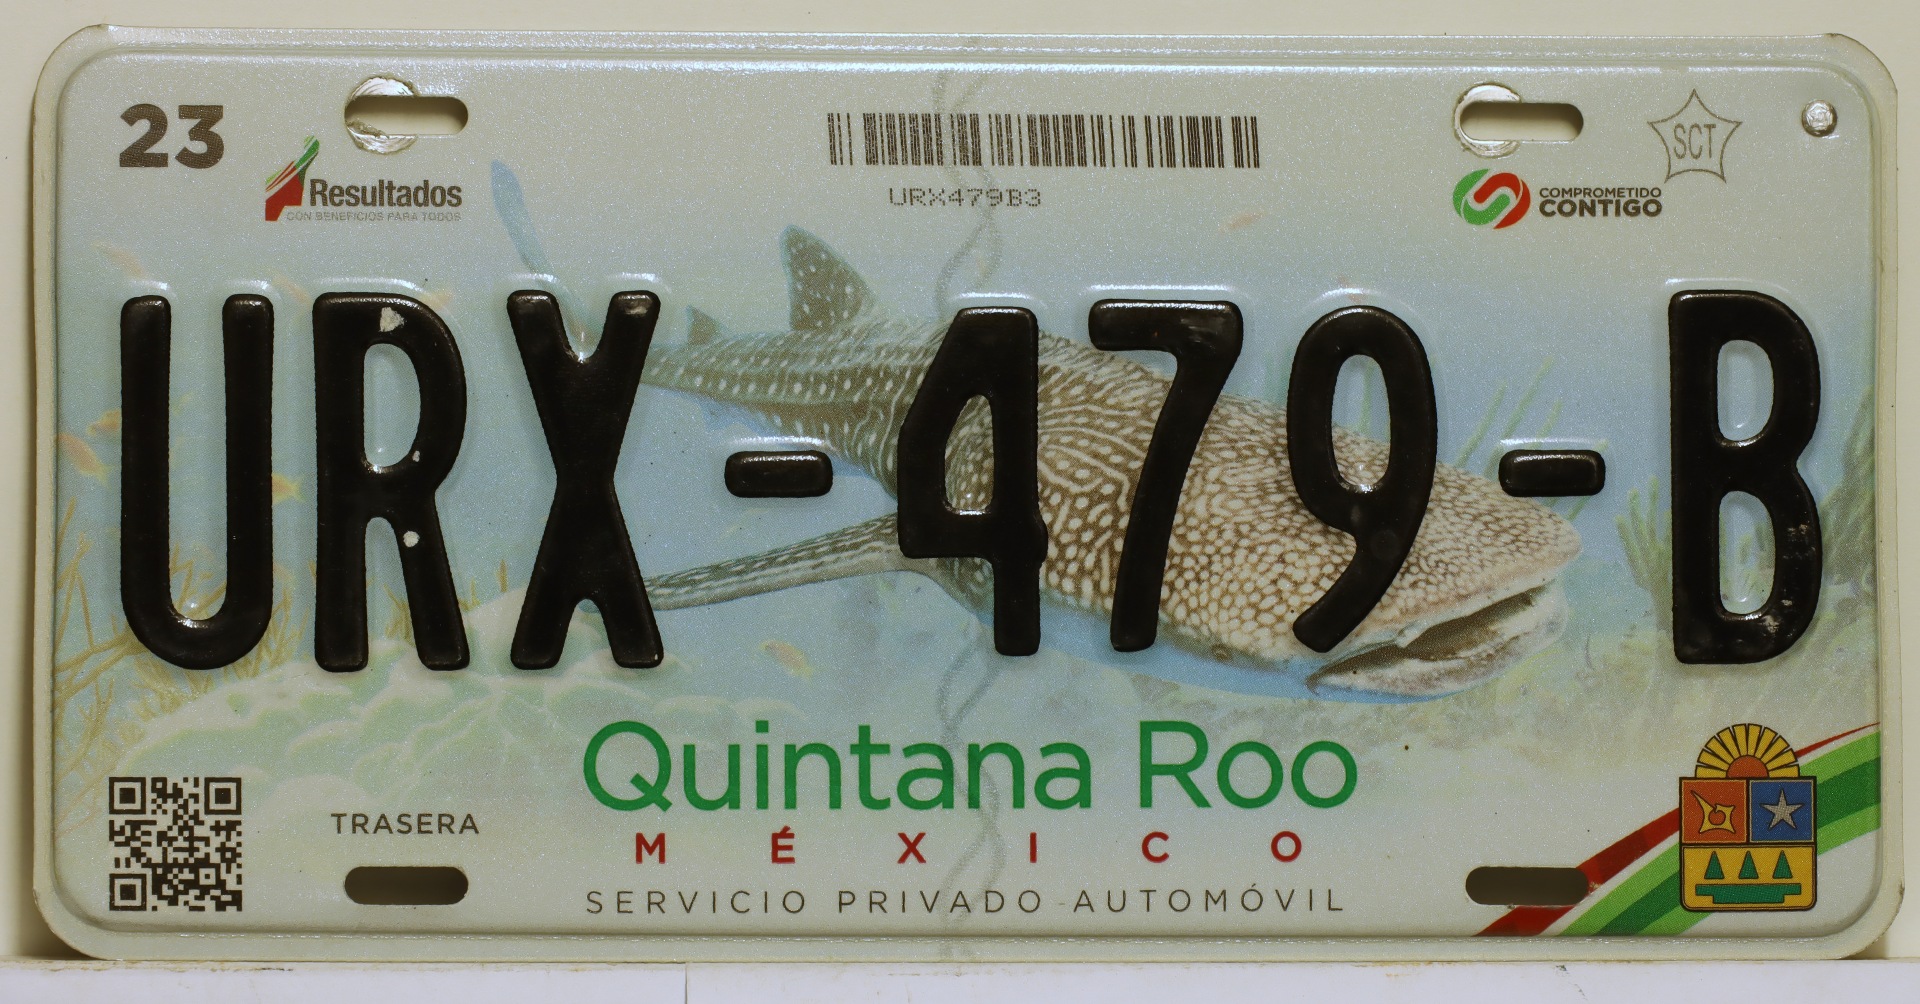 23
Resultados
CON BENEFICIOS PARA TODOS
URX479B3
SCT
COMPROMETIDO
CONTIGO
URX-479-B
Quintana Roo
MÉXICO
TRASERA
SERVICIO PRIVADO-AUTOMÓVIL